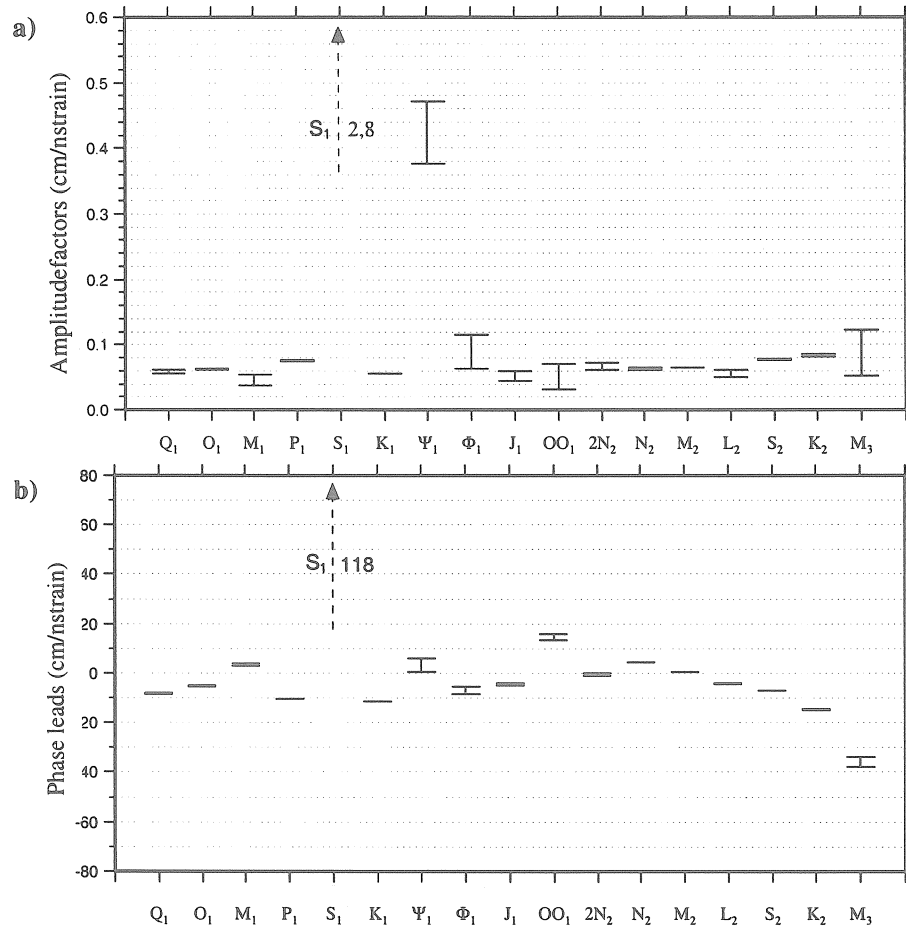 a)
Amplitudefactors (cm/nstrain)
0.6
0.5
0.4
0.3
0.2
0.1
0.0
S₁ 2,8
Q₁ O₁ M₁ P₁ S₁ K₁ Ψ₁ Φ₁ J₁ OO₁ 2N₂ N₂ M₂ L₂ S₂ K₂ M₃
b)
Phase leads (cm/nstrain)
80
60
40
20
0
20
40
-60
-80
S₁ 118
Q₁ O₁ M₁ P₁ S₁ K₁ Ψ₁ Φ₁ J₁ OO₁ 2N₂ N₂ M₂ L₂ S₂ K₂ M₃